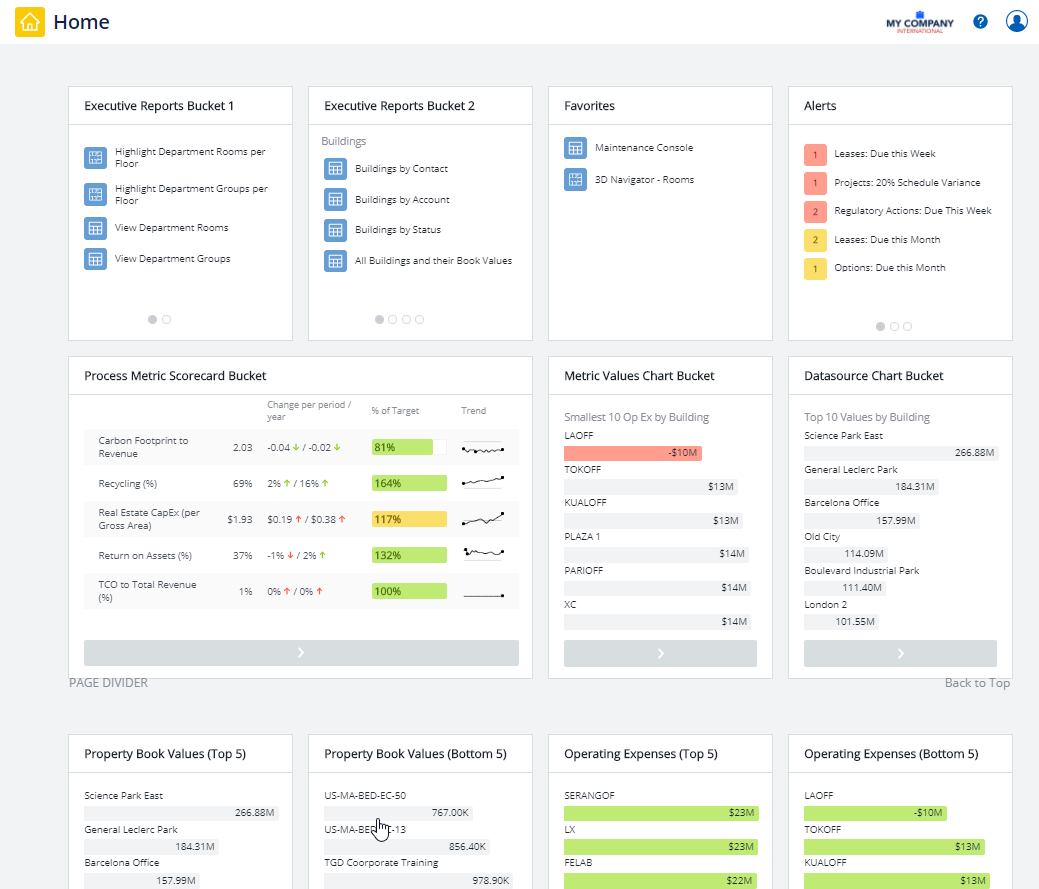 Home
MY COMPANY
INTERNATIONAL
?
Executive Reports Bucket 1
Highlight Department Rooms per
Floor
Highlight Department Groups per
Floor
View Department Rooms
View Department Groups
Executive Reports Bucket 2
Buildings
Buildings by Contact
Buildings by Account
Buildings by Status
All Buildings and their Book Values
Favorites
Maintenance Console
3D Navigator - Rooms
Alerts
1 Leases: Due this Week
1 Projects: 20% Schedule Variance
2 Regulatory Actions: Due This Week
2 Leases: Due this Month
1 Options: Due this Month
Process Metric Scorecard Bucket
Change per period /
year
% of Target
Trend
Carbon Footprint to
Revenue
2.03 -0.04 / -0.02 81%
Recycling (%) 69% 2% / 16% 164%
Real Estate CapEx (per
Gross Area)
$1.93 $0.19 / $0.38 117%
Return on Assets (%) 37% -1% / 2% 132%
TCO to Total Revenue
(%)
1% 0% / 0% 100%
Metric Values Chart Bucket
Smallest 10 Op Ex by Building
LAOFF
-$10M
TOKOFF
$13M
KUALOFF
$13M
PLAZA 1
$14M
PARIOFF
$14M
XC
$14M
Datasource Chart Bucket
Top 10 Values by Building
Science Park East
266.88M
General Leclerc Park
184.31M
Barcelona Office
157.99M
Old City
114.09M
Boulevard Industrial Park
111.40M
London 2
101.55M
PAGE DIVIDER
Back to Top
Property Book Values (Top 5)
Science Park East
266.88M
General Leclerc Park
184.31M
Barcelona Office
157.99M
Property Book Values (Bottom 5)
US-MA-BED-EC-50
767.00K
856.40K
TGD Coorporate Training
978.90K
Operating Expenses (Top 5)
SERANGOF
$23M
LX
$23M
FELAB
$22M
Operating Expenses (Bottom 5)
LAOFF
-$10M
TOKOFF
$13M
KUALOFF
$13M